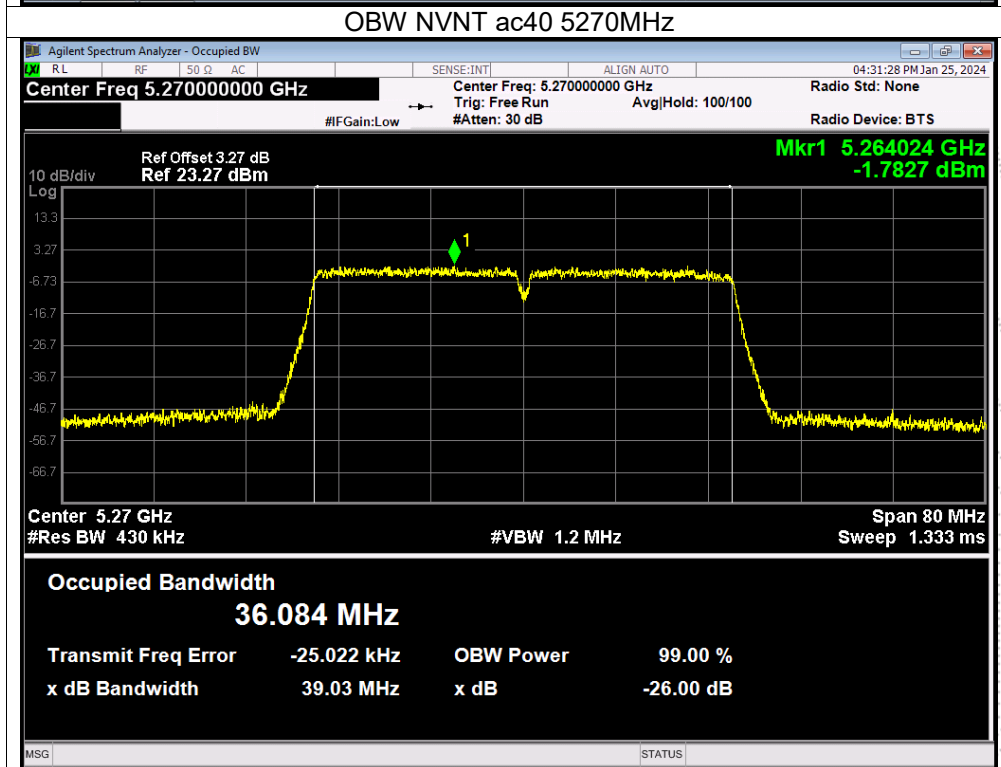 OBW NVNT ac40 5270MHz
Agilent Spectrum Analyzer - Occupied BW
LXI RL RF 50 Ω AC SENSE:INT ALIGN AUTO 04:31:28 PM Jan 25, 2024
Center Freq 5.270000000 GHz Center Freq: 5.270000000 GHz Radio Std: None
Trig: Free Run Avg|Hold: 100/100
#IFGain:Low #Atten: 30 dB Radio Device: BTS
Mkr1 5.264024 GHz
-1.7827 dBm
Ref Offset 3.27 dB
10 dB/div Ref 23.27 dBm
Log
13.3
3.27
-6.73
-16.7
-26.7
-36.7
-46.7
-56.7
-66.7
1
Center 5.27 GHz Span 80 MHz
#Res BW 430 kHz #VBW 1.2 MHz Sweep 1.333 ms
Occupied Bandwidth
36.084 MHz
Transmit Freq Error -25.022 kHz OBW Power 99.00 %
x dB Bandwidth 39.03 MHz x dB -26.00 dB
MSG STATUS